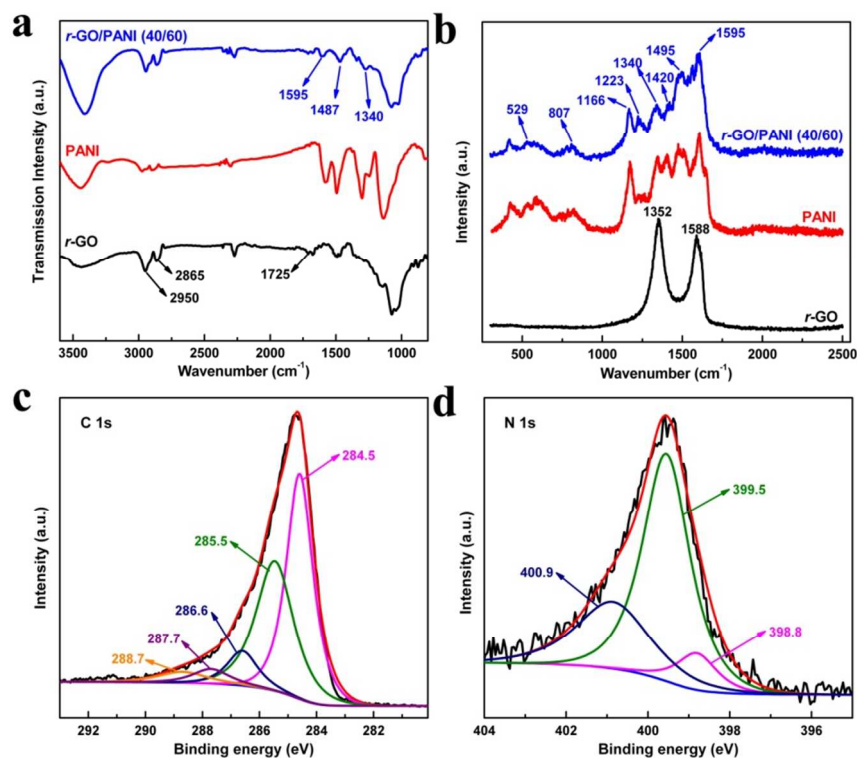 a
r-GO/PANI (40/60)
1595
1487
1340
PANI
r-GO
2865
2950
1725
3500 3000 2500 2000 1500 1000
Wavenumber (cm-1)
Transmission Intensity (a.u.)
b
529
807
1166
1223
1340
1420
1495
1595
r-GO/PANI (40/60)
PANI
1352
1588
r-GO
500 1000 1500 2000 2500
Wavenumber (cm-1)
Intensity (a.u.)
c
C 1s
284.5
285.5
286.6
287.7
288.7
292 290 288 286 284 282
Binding energy (eV)
Intensity (a.u.)
d
N 1s
399.5
400.9
398.8
404 402 400 398 396
Binding energy (eV)
Intensity (a.u.)